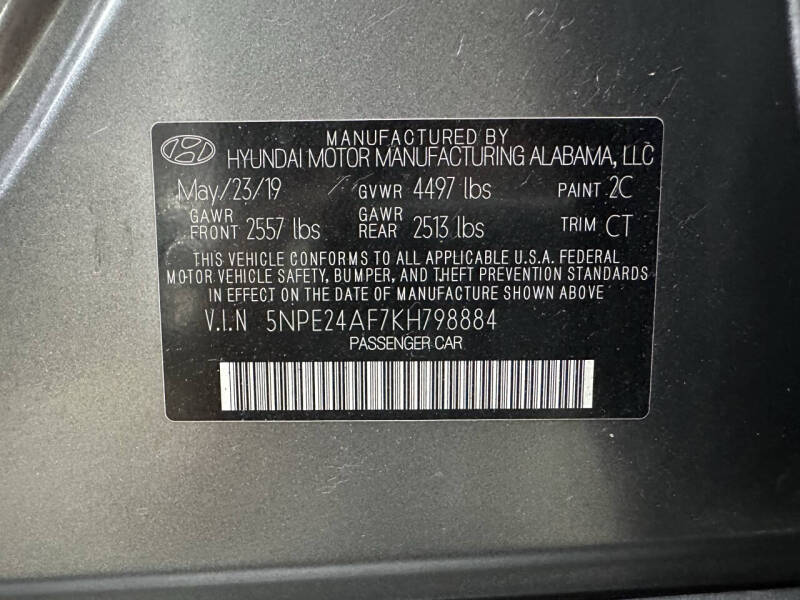 MANUFACTURED BY
HYUNDAI MOTOR MANUFACTURING ALABAMA, LLC
May/23/19 GVWR 4497 lbs PAINT 2C
GAWR FRONT 2557 lbs GAWR REAR 2513 lbs TRIM CT
THIS VEHICLE CONFORMS TO ALL APPLICABLE U.S.A. FEDERAL
MOTOR VEHICLE SAFETY, BUMPER, AND THEFT PREVENTION STANDARDS
IN EFFECT ON THE DATE OF MANUFACTURE SHOWN ABOVE
V.I.N 5NPE24AF7KH798884
PASSENGER CAR